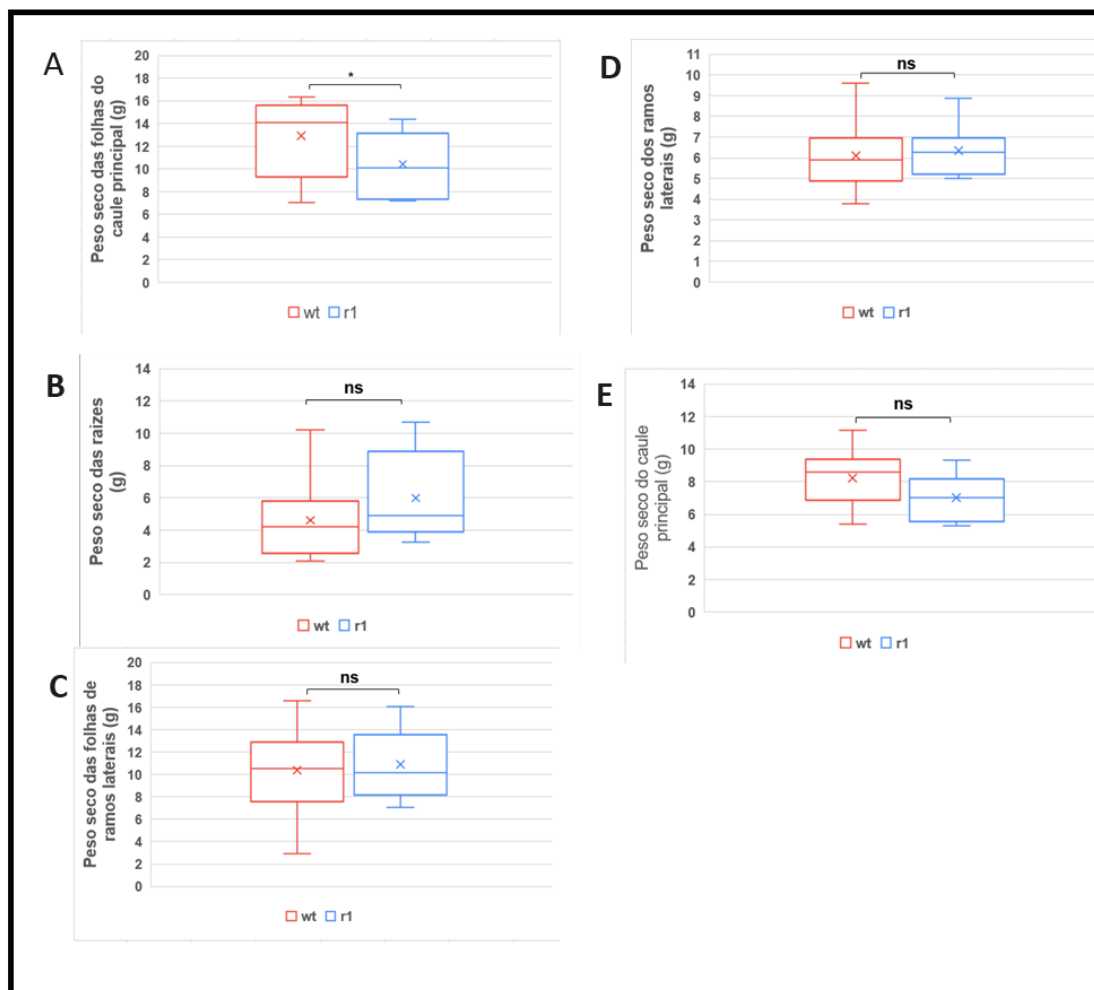 A
Peso seco das folhas do
caule principal (g)
20
18
16
14
12
10
8
6
4
2
0
*
wt r1
B
Peso seco das raizes
(g)
14
12
10
8
6
4
2
0
ns
wt r1
C
Peso seco das folhas de
ramos laterais (g)
20
18
16
14
12
10
8
6
4
2
0
ns
wt r1
D
Peso seco dos ramos
laterais (g)
11
10
9
8
7
6
5
4
3
2
1
0
ns
wt r1
E
Peso seco do caule
principal (g)
14
12
10
8
6
4
2
0
ns
wt r1